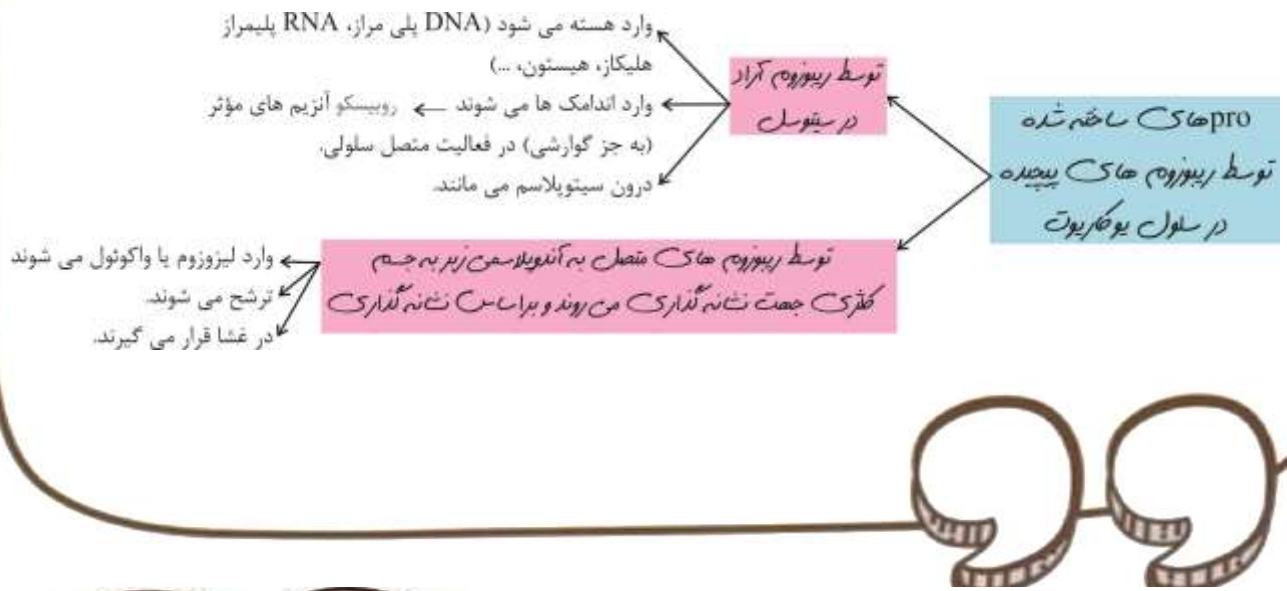 proهای ساخته شده
توسط ریبوزوم های پیچیده
در سلول یوکاریوت
توسط ریبوزوم آزاد
در سیتوسل
وارد هسته می شود (DNA پلی مراز، RNA پلیمراز
هلیکاز، هیستون، ...)
وارد اندامک ها می شوند ← روبیسکو آنزیم های مؤثر
(به جز گوارشی) در فعالیت متصل سلولی.
درون سیتوپلاسم می مانند.
توسط ریبوزوم های متصل به آندوپلاسمی زبر به جسم
گلژی جهت نشانه گذاری می روند و براساس نشانه گذاری
وارد لیزوزوم یا واکوئول می شوند
ترشح می شوند.
در غشا قرار می گیرند.